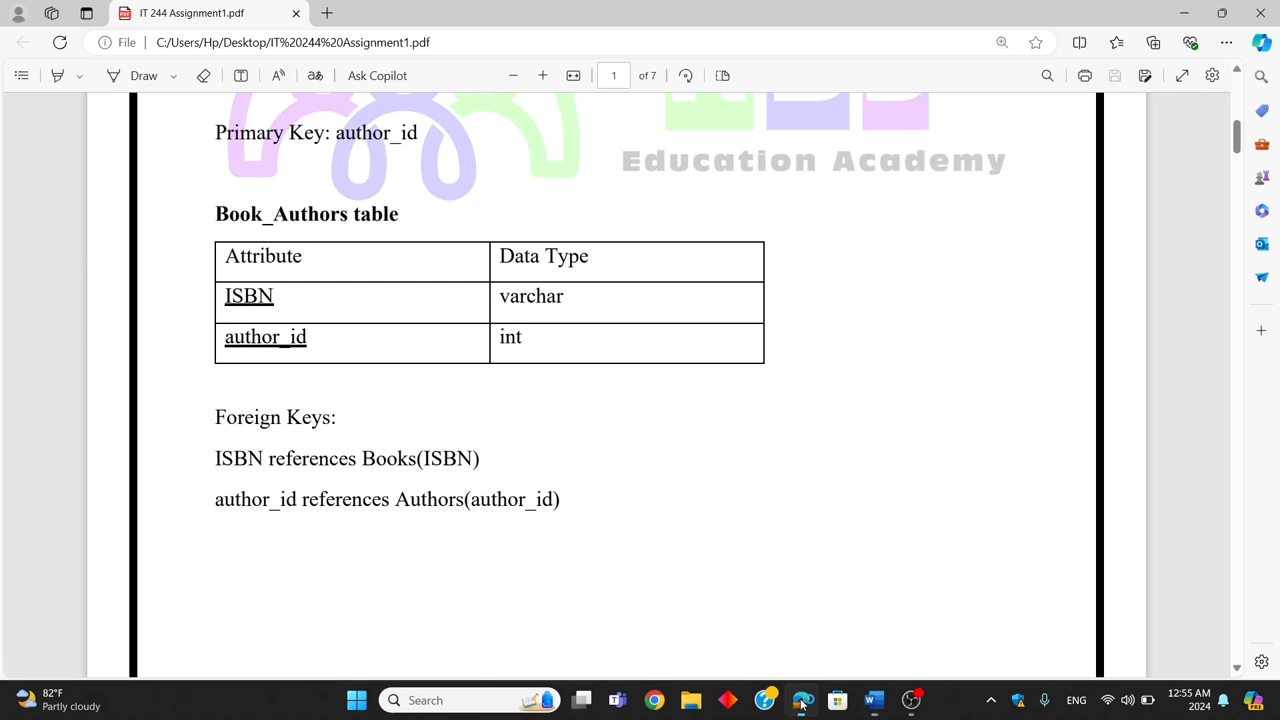 IT 244 Assignment1.pdf
File
C:/Users/Hp/Desktop/IT%20244%20Assignment1.pdf
Draw
aあ
Ask Copilot
1
of 7
Primary Key: author_id
Education Academy
Book_Authors table
Attribute
Data Type
ISBN
varchar
author_id
int
Foreign Keys:
ISBN references Books(ISBN)
author_id references Authors(author_id)
82°F
Partly cloudy
Search
ENG
12:55 AM
2024